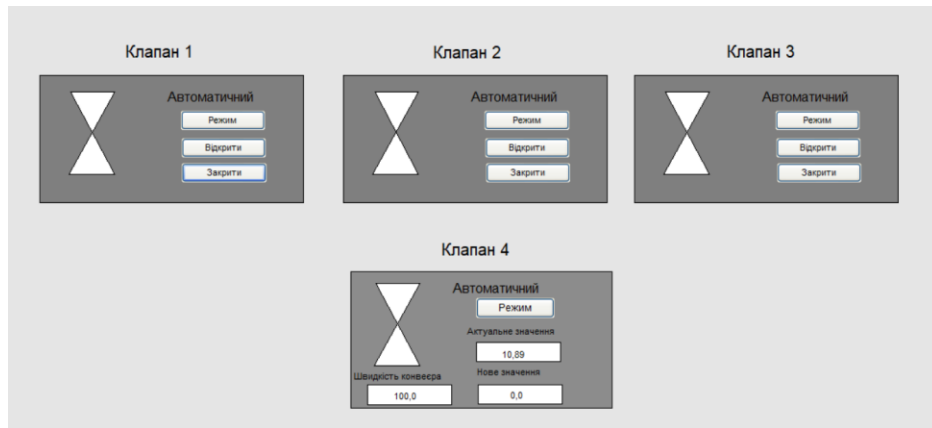 Клапан 1
Автоматичний
Режим
Відкрити
Закрити
Клапан 2
Автоматичний
Режим
Відкрити
Закрити
Клапан 3
Автоматичний
Режим
Відкрити
Закрити
Клапан 4
Автоматичний
Режим
Актуальне значення
10,89
Швидкість конвеєра
100,0
Нове значення
0,0